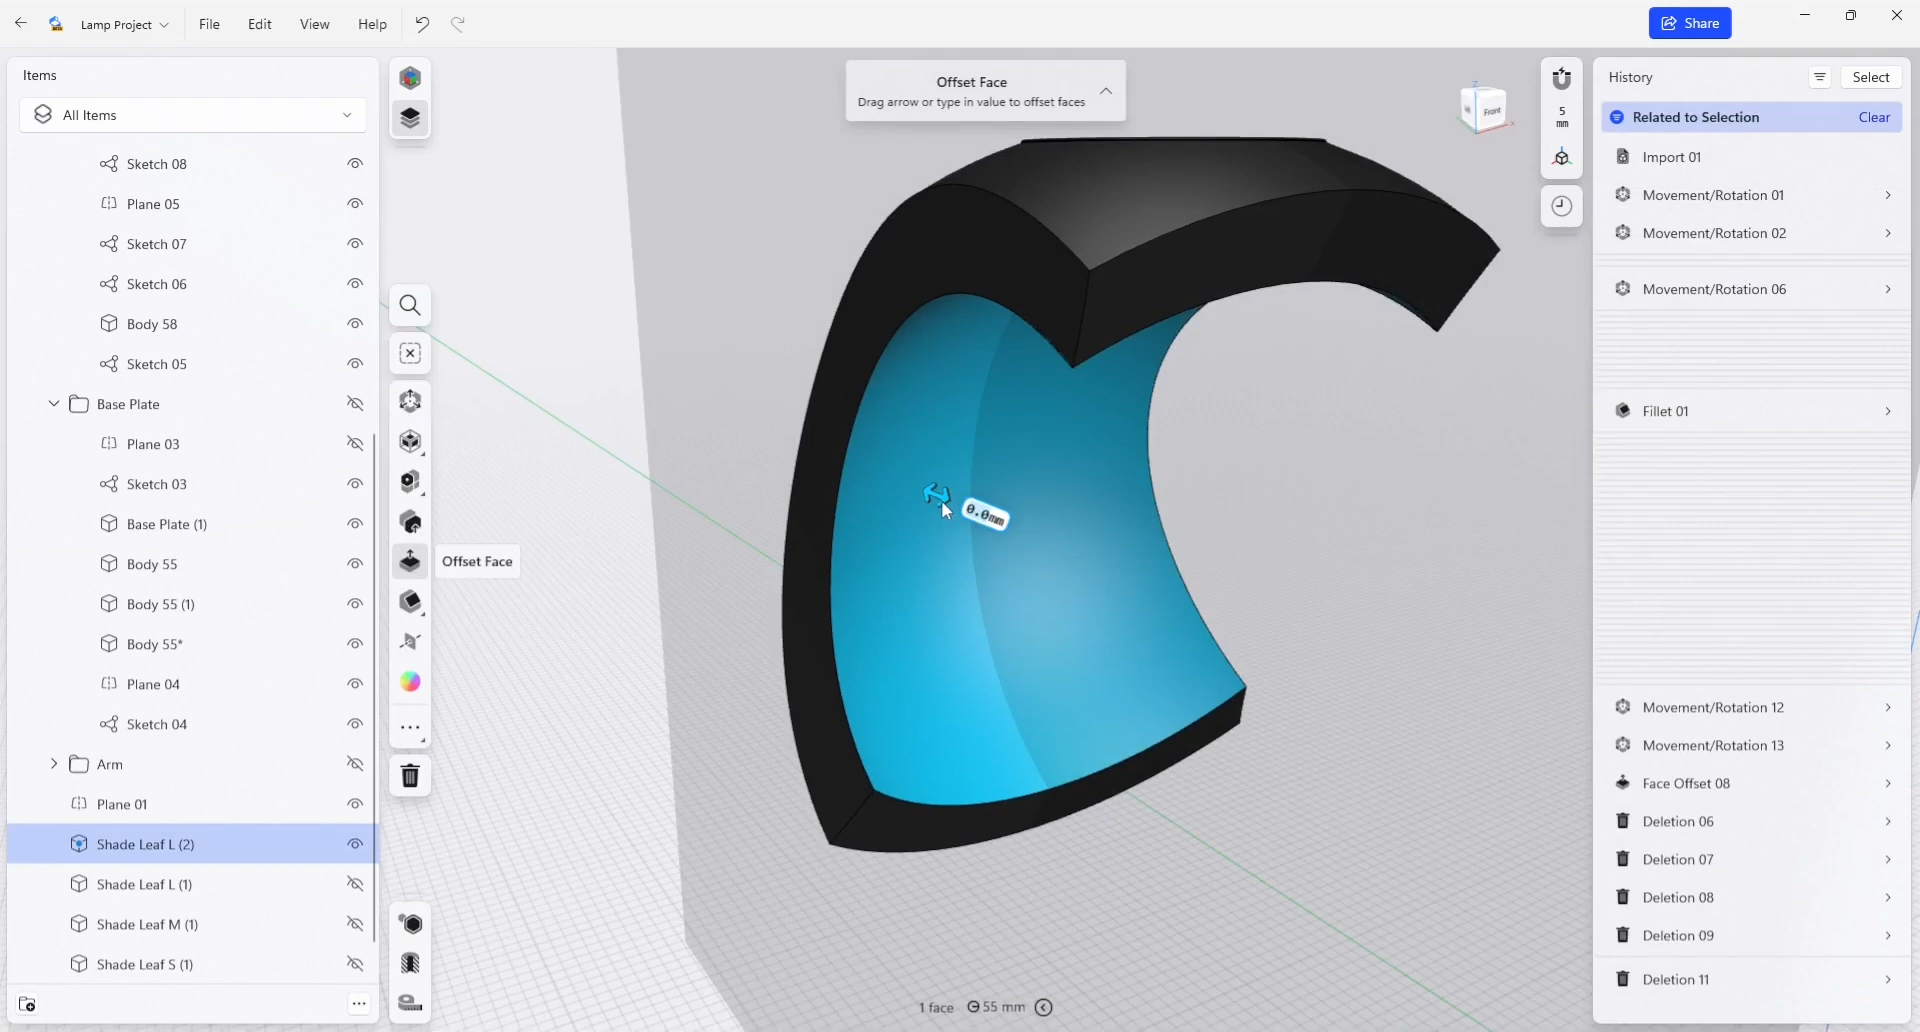 Lamp Project
File
Edit
View
Help
Share
Items
All Items
Sketch 08
Plane 05
Sketch 07
Sketch 06
Body 58
Sketch 05
Base Plate
Plane 03
Sketch 03
Base Plate (1)
Body 55
Body 55 (1)
Body 55*
Plane 04
Sketch 04
Arm
Plane 01
Shade Leaf L (2)
Shade Leaf L (1)
Shade Leaf M (1)
Shade Leaf S (1)
Offset Face
Offset Face
Drag arrow or type in value to offset faces
0.0mm
1 face
55 mm
Z
Front
X
5
mm
History
Select
Related to Selection
Clear
Import 01
Movement/Rotation 01
Movement/Rotation 02
Movement/Rotation 06
Fillet 01
Movement/Rotation 12
Movement/Rotation 13
Face Offset 08
Deletion 06
Deletion 07
Deletion 08
Deletion 09
Deletion 11